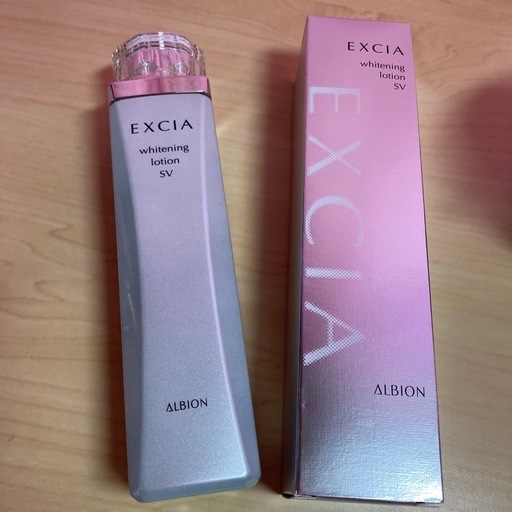 EXCIA
whitening
lotion
SV
ALBION
EXCIA
whitening
lotion
SV
EXCIA
ALBION